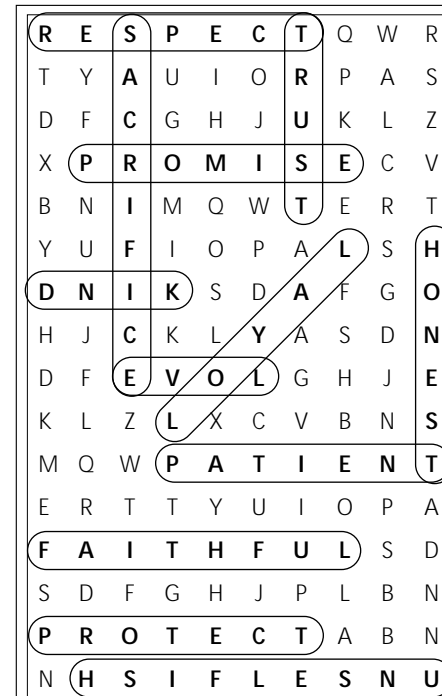 R E S P E C T Q W R
T Y A U I O R P A S
D F C G H J U K L Z
X P R O M I S E C V
B N I M Q W T E R T
Y U F I O P A L S H
D N I K S D A F G O
H J C K L Y A S D N
D F E V O L G H J E
K L Z L X C V B N S
M Q W P A T I E N T
E R T T Y U I O P A
F A I T H F U L S D
S D F G H J P L B N
P R O T E C T A B N
N H S I F L E S N U